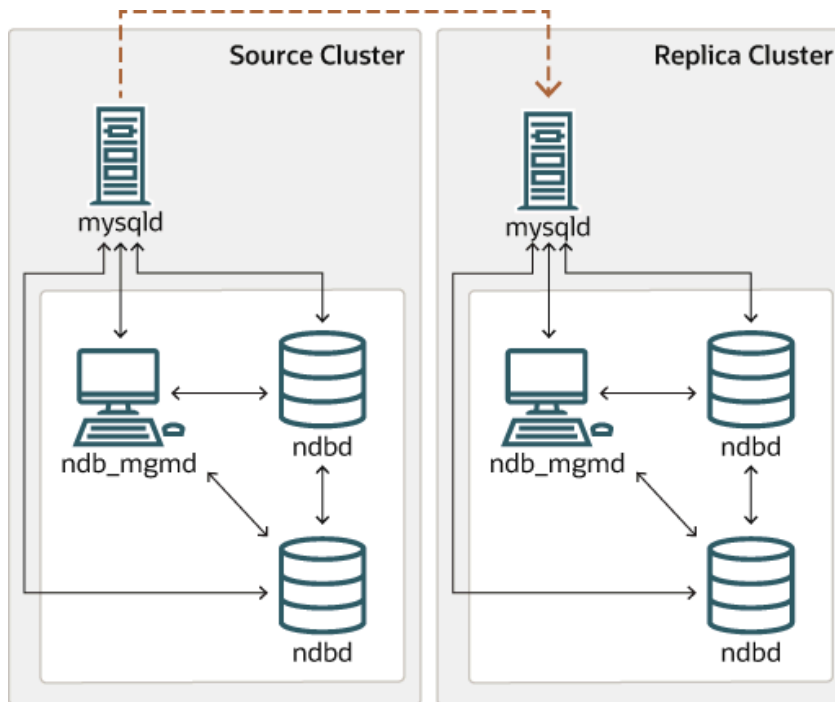 Source Cluster
mysqld
ndb_mgmd
ndbd
ndbd
Replica Cluster
mysqld
ndb_mgmd
ndbd
ndbd